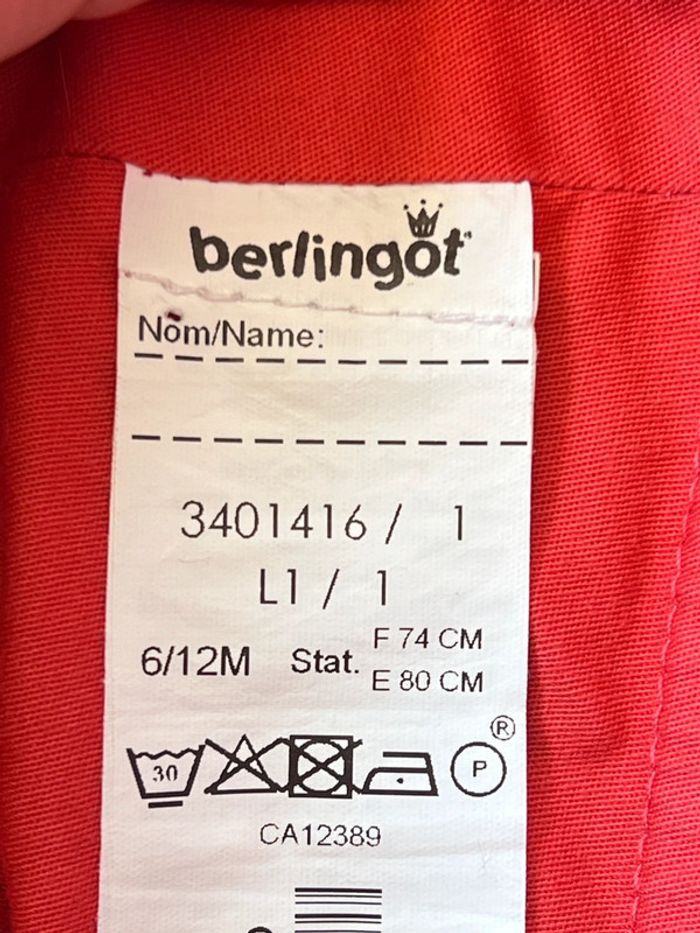 berlingot
Nom/Name:
3401416 / 1
L1 / 1
6/12M Stat. F 74 CM
E 80 CM
®
30 P
CA12389